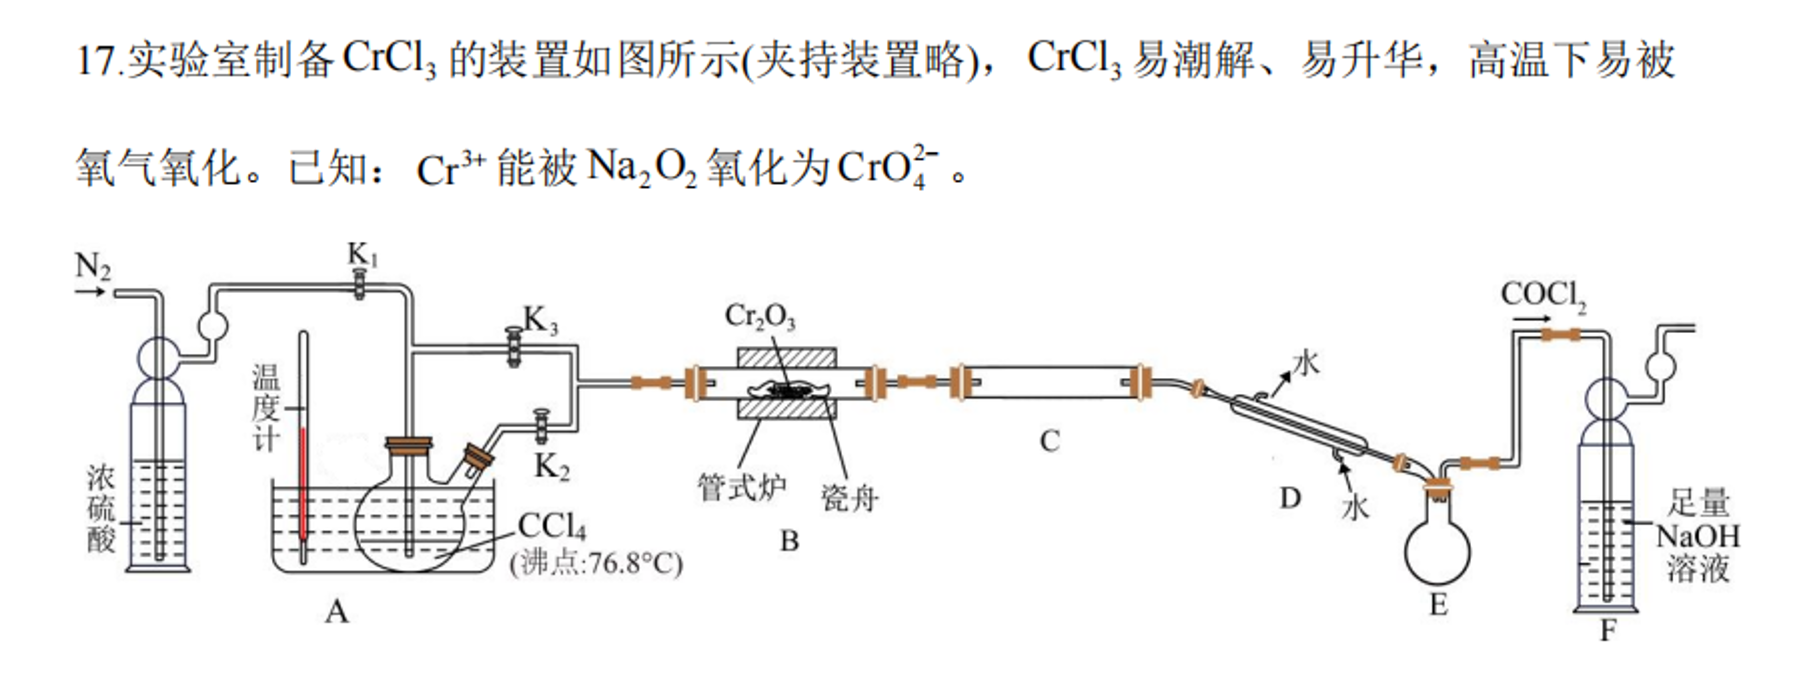 17.实验室制备CrCl₃的装置如图所示(夹持装置略)，CrCl₃易潮解、易升华，高温下易被
氧气氧化。已知：Cr³⁺能被Na₂O₂氧化为CrO₄²⁻。
N₂
K₁
K₃
K₂
温度计
浓硫酸
CCl₄
(沸点:76.8°C)
A
Cr₂O₃
管式炉
瓷舟
B
C
水
水
D
E
COCl₂
足量
NaOH
溶液
F